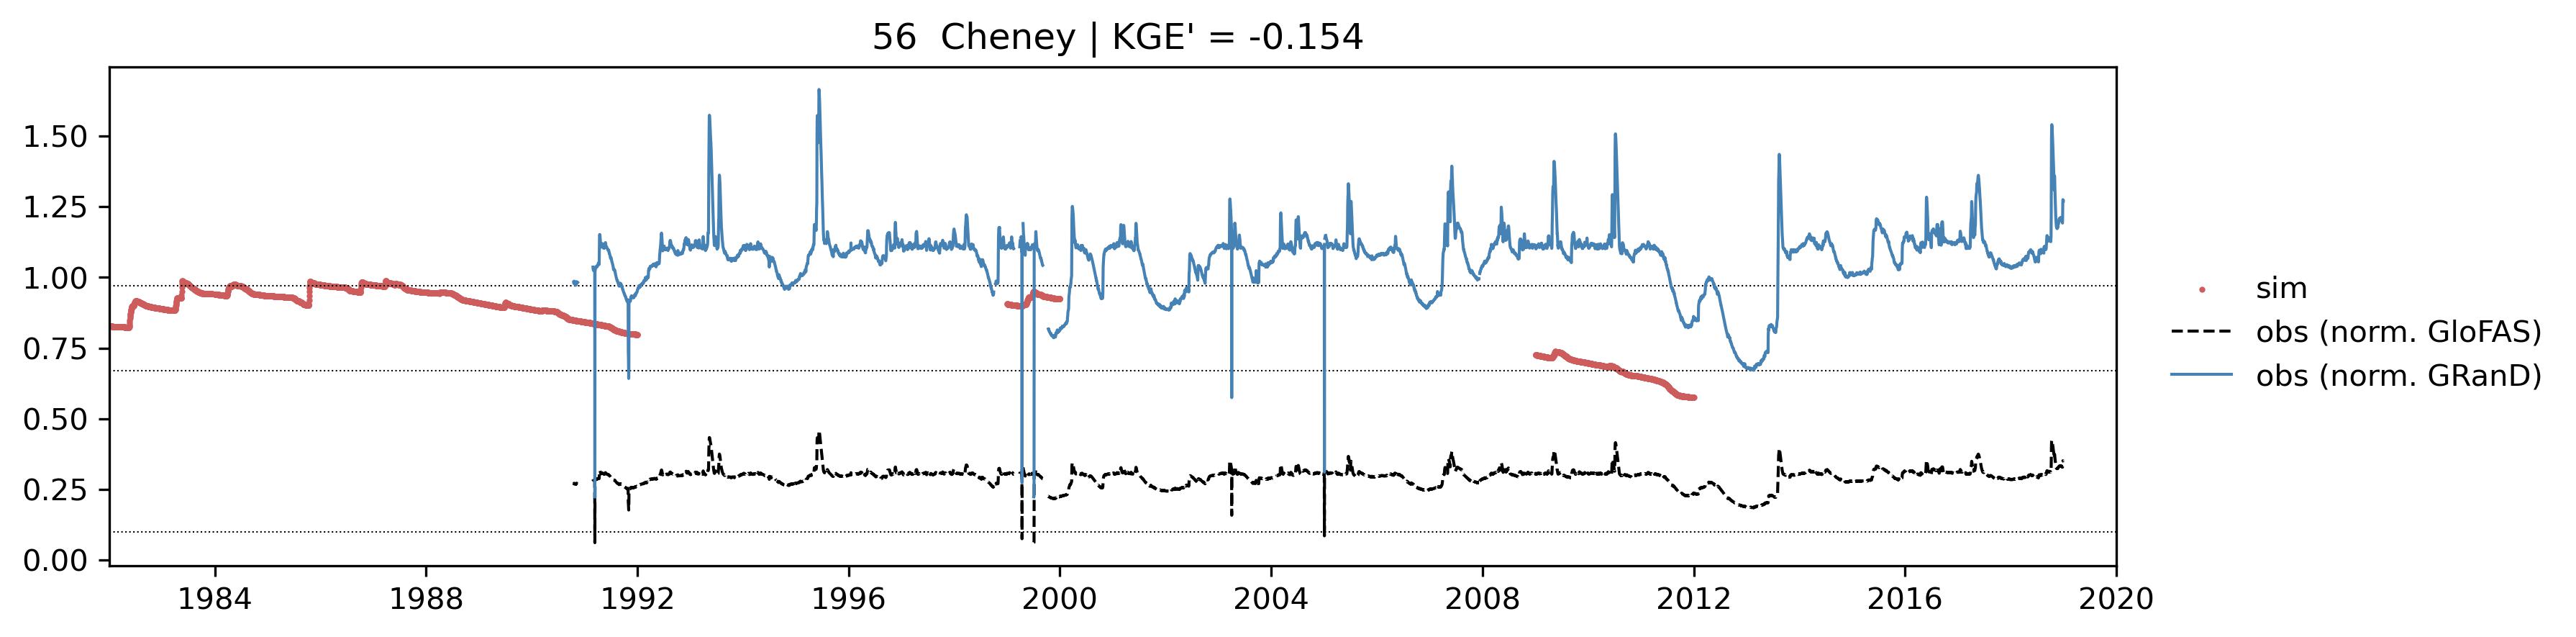 56 Cheney | KGE' = -0.154
1.50
1.25
1.00
0.75
0.50
0.25
0.00
1984 1988 1992 1996 2000 2004 2008 2012 2016 2020
sim
obs (norm. GloFAS)
obs (norm. GRanD)